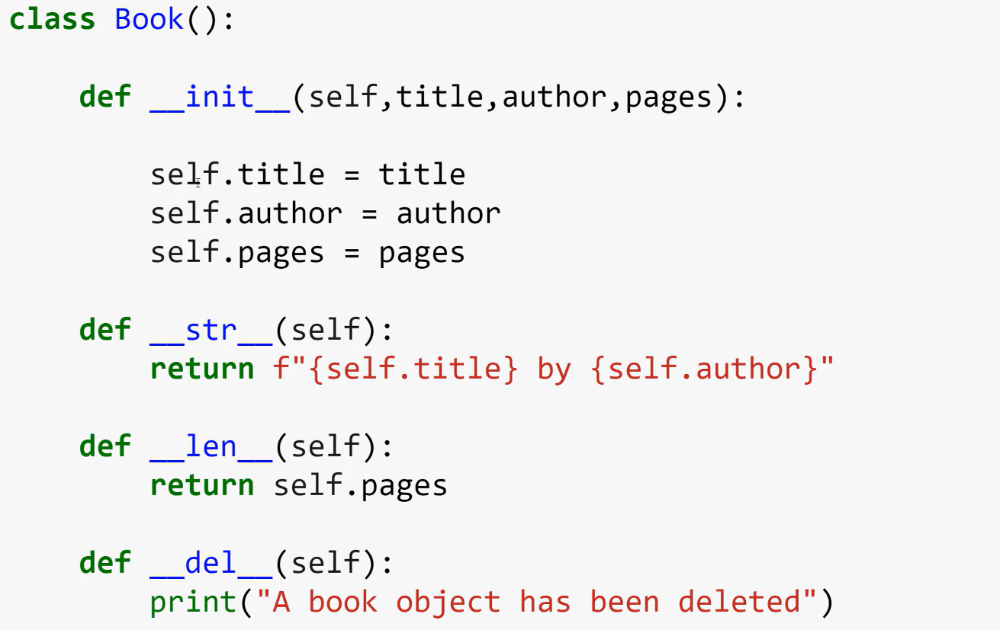 class Book():
def __init__(self,title,author,pages):
self.title = title
self.author = author
self.pages = pages
def __str__(self):
return f"{self.title} by {self.author}"
def __len__(self):
return self.pages
def __del__(self):
print("A book object has been deleted")